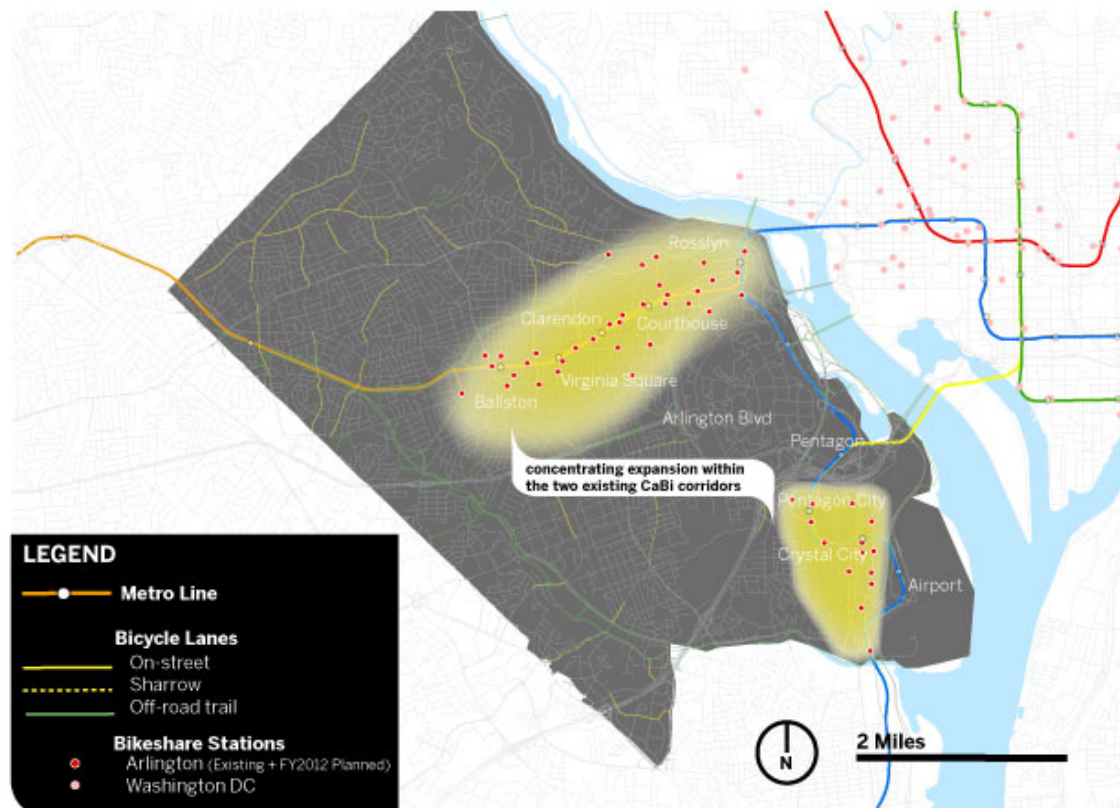 Rosslyn
Clarendon
Courthouse
Virginia Square
Ballston
Arlington Blvd
Pentagon
concentrating expansion within
the two existing CaBi corridors
Pentagon City
Crystal City
Airport
LEGEND
Metro Line
Bicycle Lanes
On-street
Sharrow
Off-road trail
Bikeshare Stations
Arlington (Existing + FY2012 Planned)
Washington DC
N
2 Miles